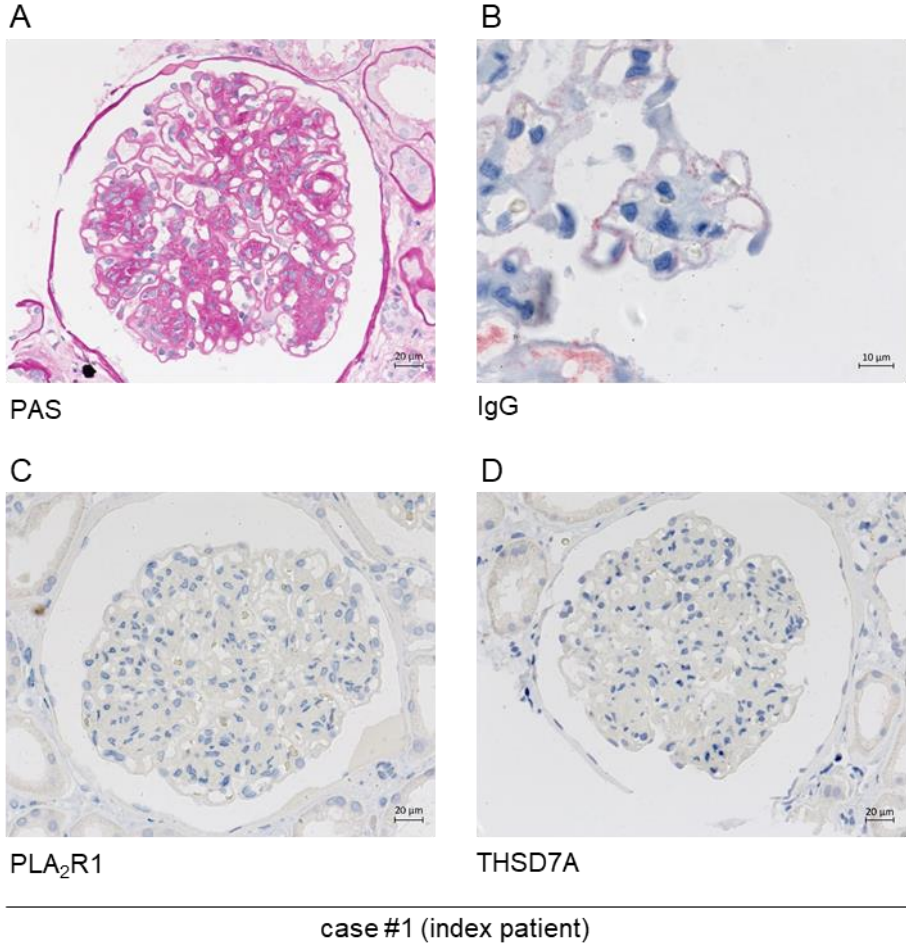 A
B
20 µm
10 µm
PAS
IgG
C
D
20 µm
20 µm
PLA₂R1
THSD7A
case #1 (index patient)